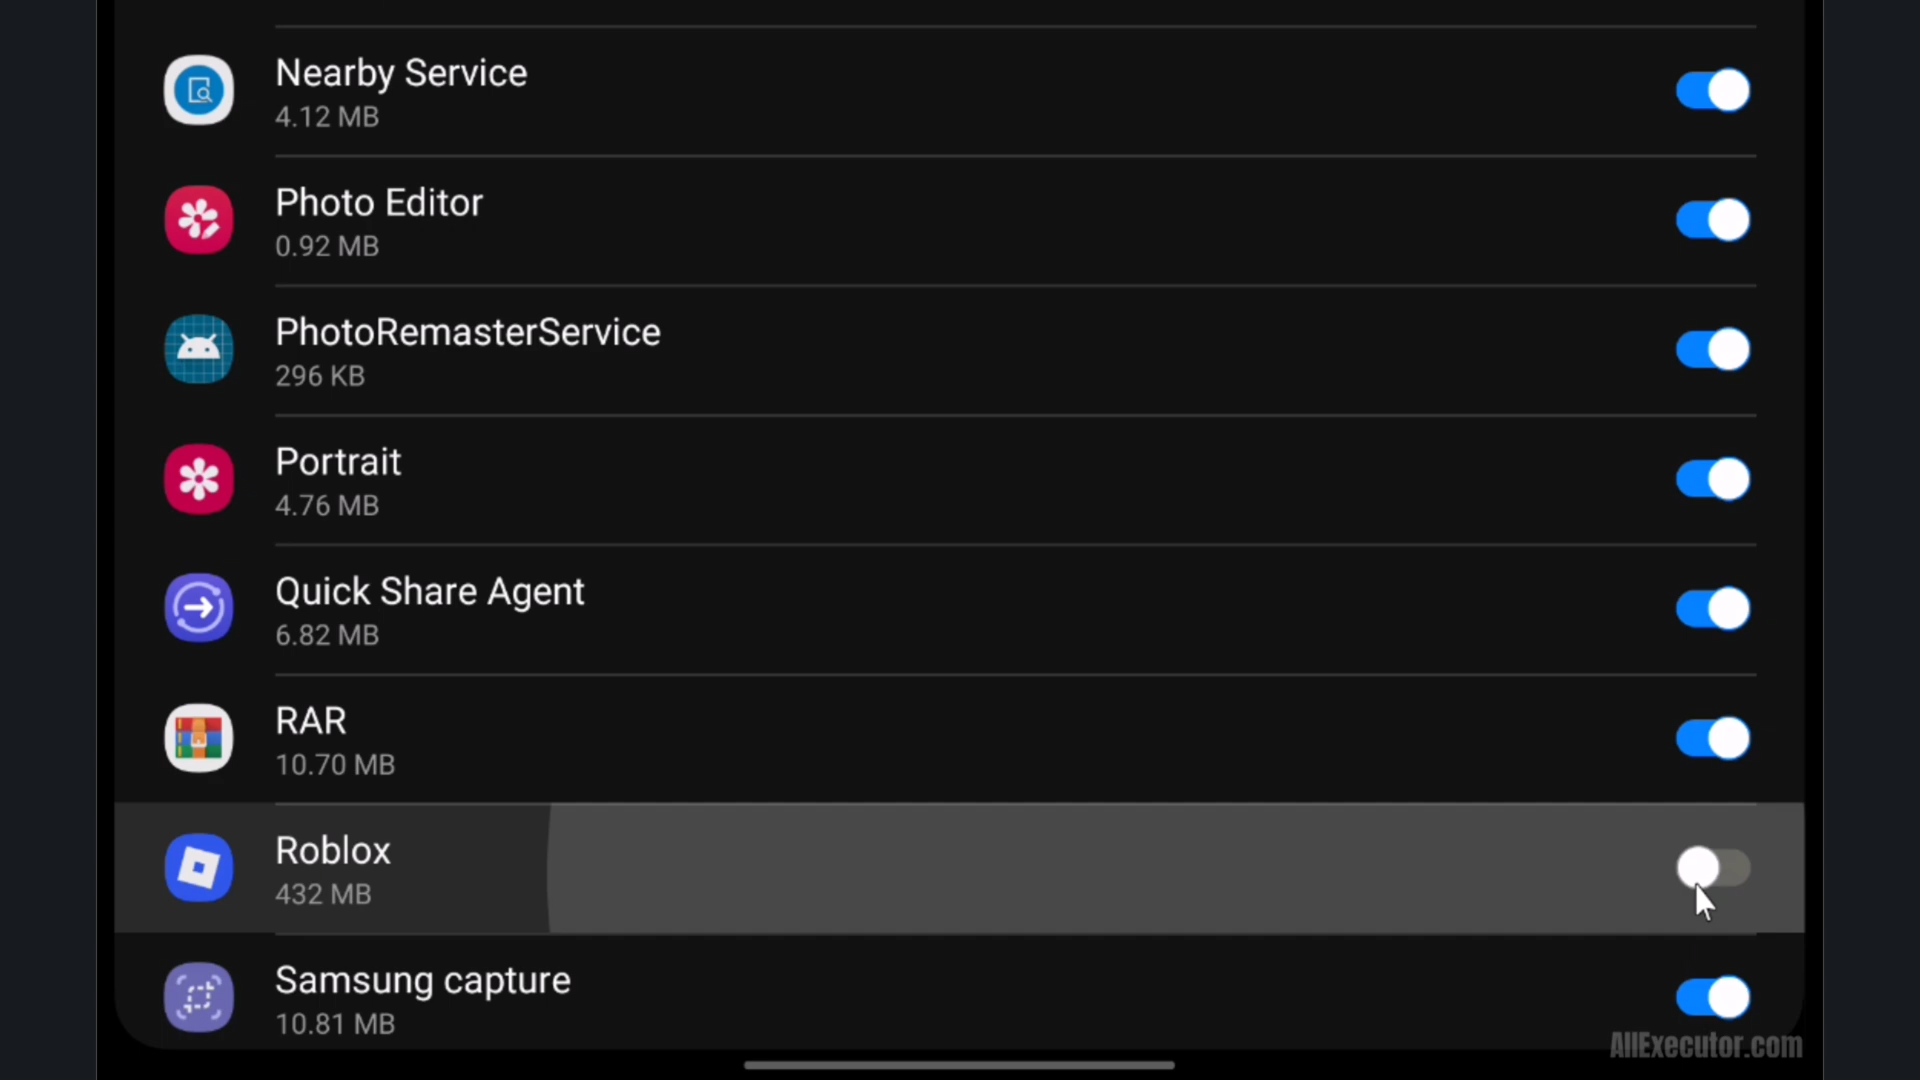 Nearby Service
4.12 MB
Photo Editor
0.92 MB
PhotoRemasterService
296 KB
Portrait
4.76 MB
Quick Share Agent
6.82 MB
RAR
10.70 MB
Roblox
432 MB
Samsung capture
10.81 MB
AllExecutor.com